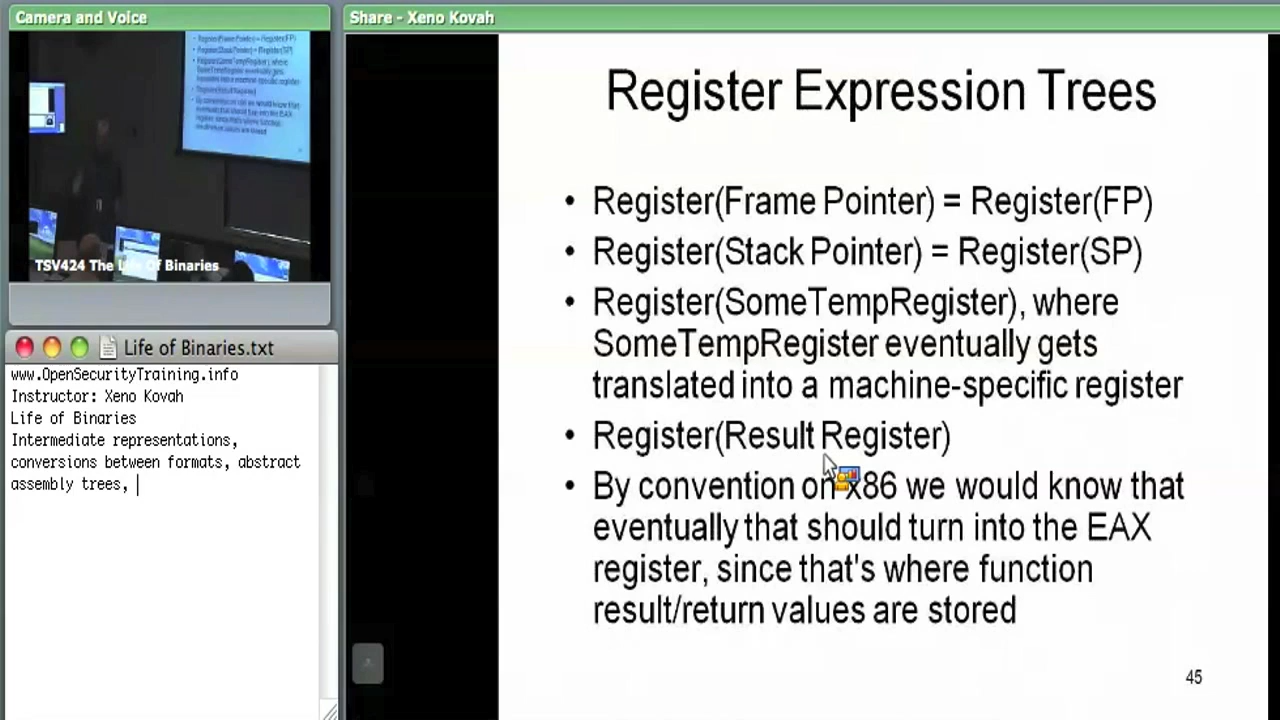 Camera and Voice
Share - Xeno Kovah
TSV424 The Life Of Binaries
Life of Binaries.txt
www.OpenSecurityTraining.info
Instructor: Xeno Kovah
Life of Binaries
Intermediate representations,
conversions between formats, abstract
assembly trees,
Register Expression Trees
• Register(Frame Pointer) = Register(FP)
• Register(Stack Pointer) = Register(SP)
• Register(SomeTempRegister), where
SomeTempRegister eventually gets
translated into a machine-specific register
• Register(Result Register)
• By convention on x86 we would know that
eventually that should turn into the EAX
register, since that's where function
result/return values are stored
45